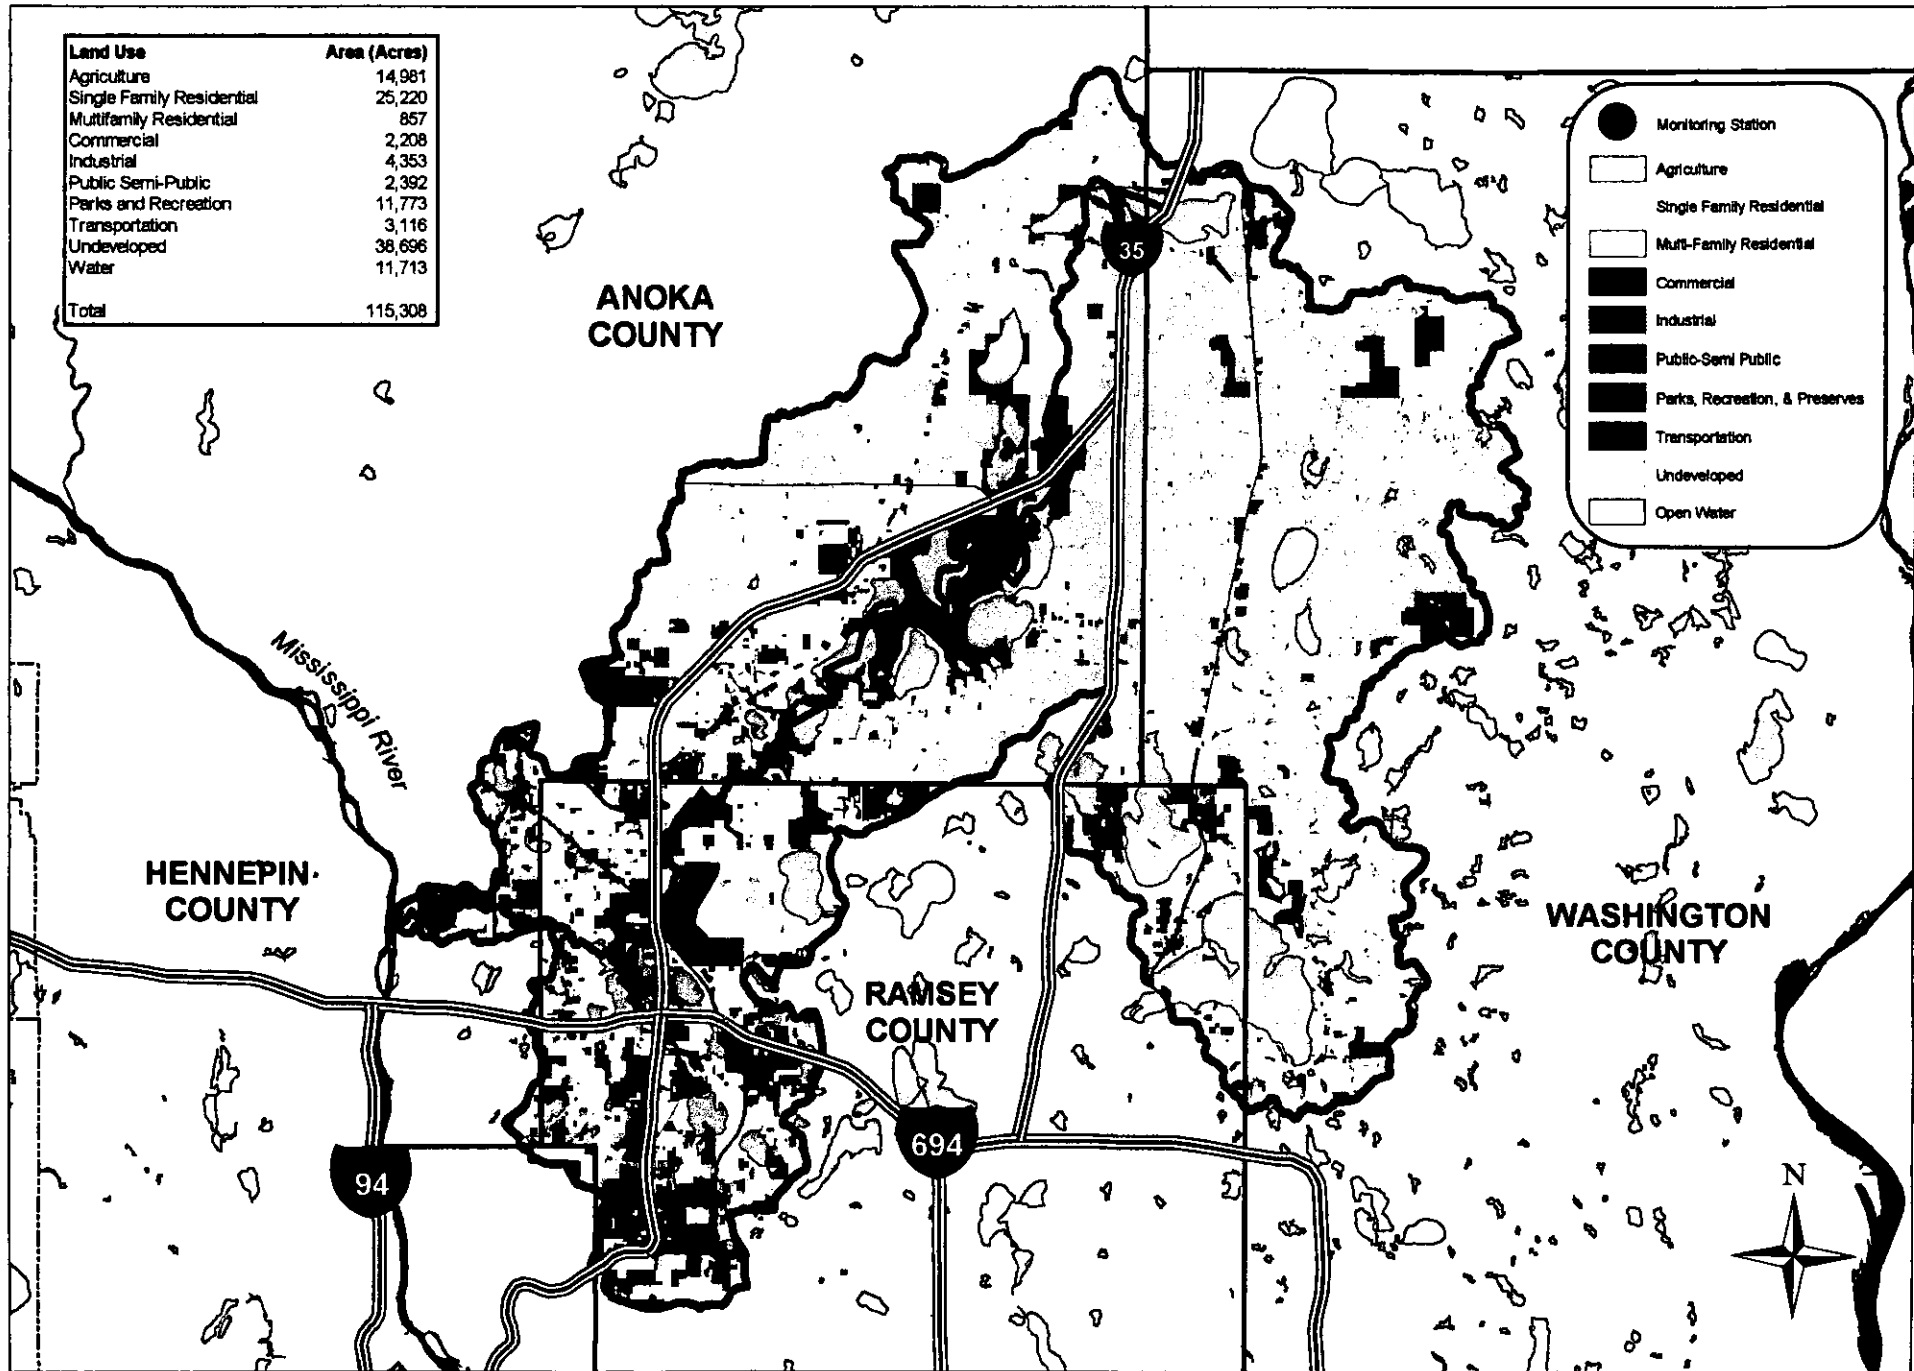 Land Use Area (Acres)
Agriculture 14,981
Single Family Residential 25,220
Multifamily Residential 857
Commercial 2,208
Industrial 4,353
Public Semi-Public 2,392
Parks and Recreation 11,773
Transportation 3,116
Undeveloped 38,696
Water 11,713
Total 115,308
Monitoring Station
Agriculture
Single Family Residential
Multi-Family Residential
Commercial
Industrial
Public-Semi Public
Parks, Recreation, & Preserves
Transportation
Undeveloped
Open Water
35
ANOKA
COUNTY
Mississippi River
HENNEPIN
COUNTY
WASHINGTON
COUNTY
RAMSEY
COUNTY
694
94
N